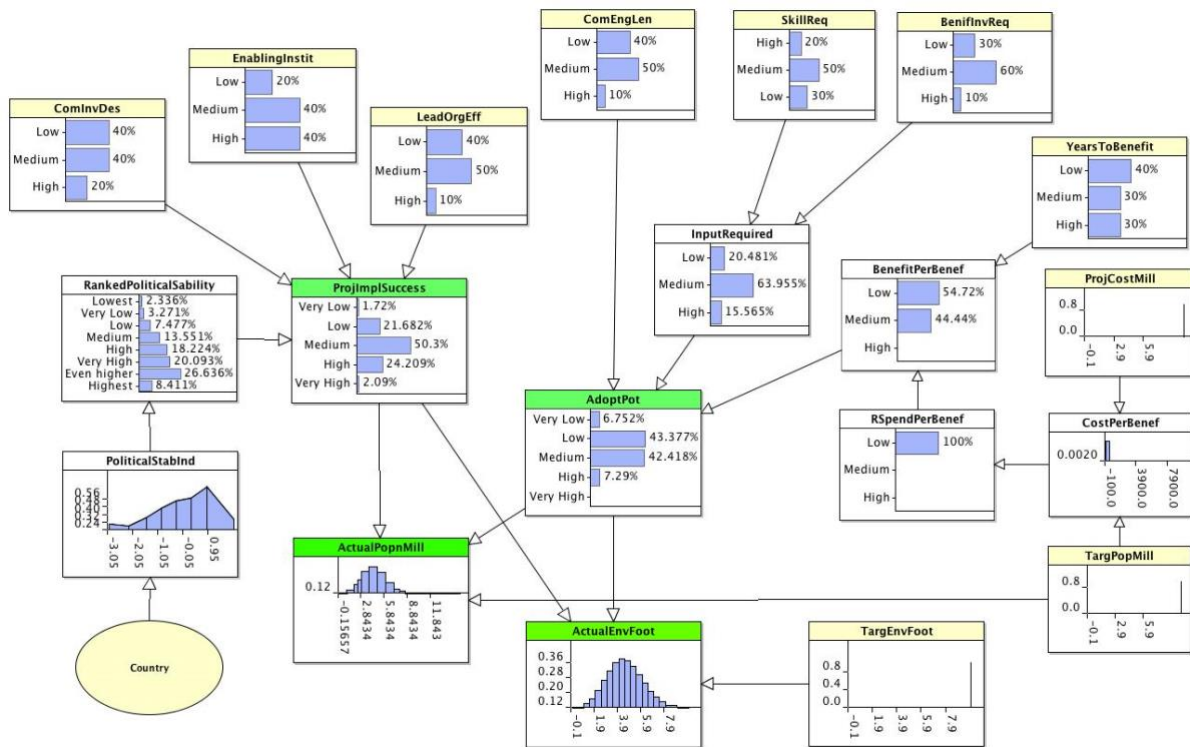 ComEngLen
Low 40%
Medium 50%
High 10%
SkillReq
High 20%
Medium 50%
Low 30%
BenifInvReq
Low 30%
Medium 60%
High 10%
EnablingInstit
Low 20%
Medium 40%
High 40%
ComInvDes
Low 40%
Medium 40%
High 20%
LeadOrgEff
Low 40%
Medium 50%
High 10%
YearsToBenefit
Low 40%
Medium 30%
High 30%
InputRequired
Low 20.481%
Medium 63.955%
High 15.565%
RankedPoliticalSability
Lowest 2.336%
Very Low 3.271%
Low 7.477%
Medium 13.551%
High 18.224%
Very High 20.093%
Even higher 26.636%
Highest 8.411%
ProjImplSuccess
Very Low 1.72%
Low 21.682%
Medium 50.3%
High 24.209%
Very High 2.09%
BenefitPerBenef
Low 54.72%
Medium 44.44%
High
ProjCostMill
0.8
0.0
-0.1 2.9 5.9
AdoptPot
Very Low 6.752%
Low 43.377%
Medium 42.418%
High 7.29%
Very High
RSpendPerBenef
Low 100%
Medium
High
CostPerBenef
0.0020
-100.0 3900.0 7900.0
PoliticalStabInd
0.56
0.48
0.40
0.32
0.24
-3.05 -2.05 -1.05 -0.05 0.95
ActualPopnMill
0.12
-0.15657 2.8434 5.8434 8.8434 11.843
TargPopMill
0.8
0.0
-0.1 2.9 5.9
Country
ActualEnvFoot
0.36
0.28
0.20
0.12
-0.1 1.9 3.9 5.9 7.9
TargEnvFoot
0.8
0.4
0.0
-0.1 1.9 3.9 5.9 7.9